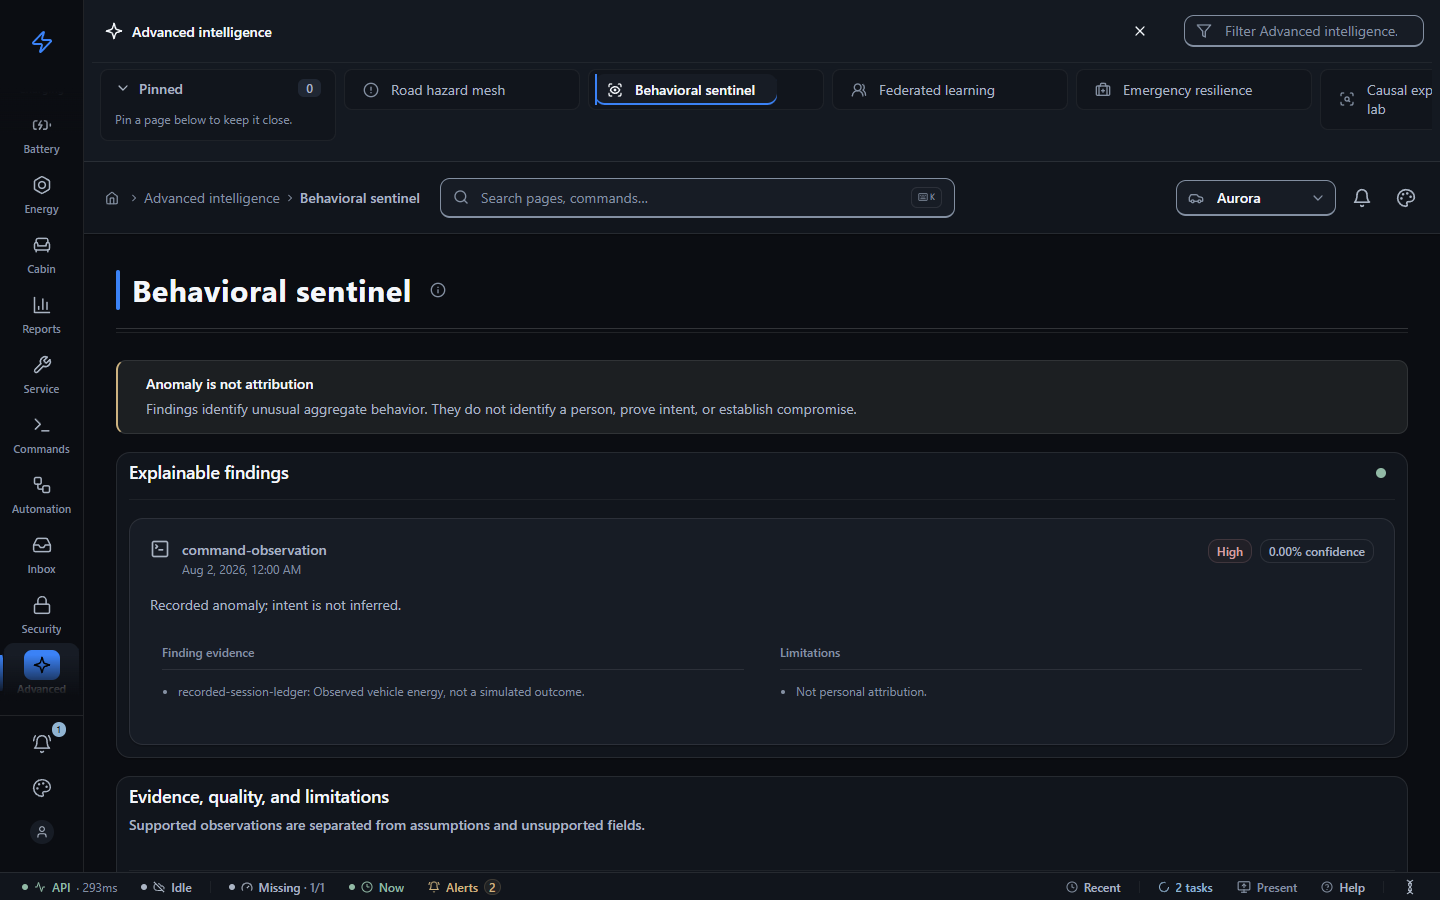 Advanced intelligence
Filter Advanced intelligence.
Pinned
0
Pin a page below to keep it close.
Road hazard mesh
Behavioral sentinel
Federated learning
Emergency resilience
Causal exp
lab
Battery
Energy
Cabin
Reports
Service
Commands
Automation
Inbox
Security
Advanced
1
Advanced intelligence
Behavioral sentinel
Search pages, commands...
K
Aurora
Behavioral sentinel
Anomaly is not attribution
Findings identify unusual aggregate behavior. They do not identify a person, prove intent, or establish compromise.
Explainable findings
command-observation
High
0.00% confidence
Aug 2, 2026, 12:00 AM
Recorded anomaly; intent is not inferred.
Finding evidence
Limitations
• recorded-session-ledger: Observed vehicle energy, not a simulated outcome.
• Not personal attribution.
Evidence, quality, and limitations
Supported observations are separated from assumptions and unsupported fields.
API · 293ms
Idle
Missing · 1/1
Now
Alerts 2
Recent
2 tasks
Present
Help